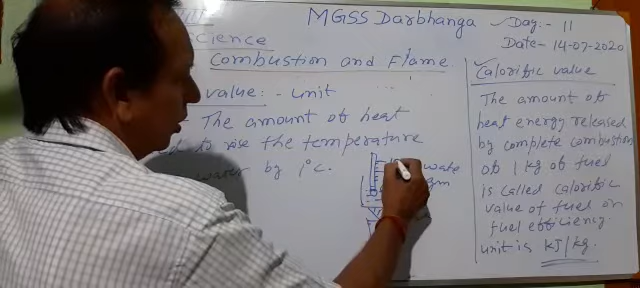 MGSS Darbhanga
Day:- 11
Date- 14-07-2020
Science
Combustion and Flame
value:- unit
The amount of heat
to rise the temperature
by 1°C.
wate
gm
Calorific value
The amount of
heat energy released
by complete combustion
of 1 kg of fuel
is called calorific
value of fuel or
fuel efficiency.
unit is KJ/kg.